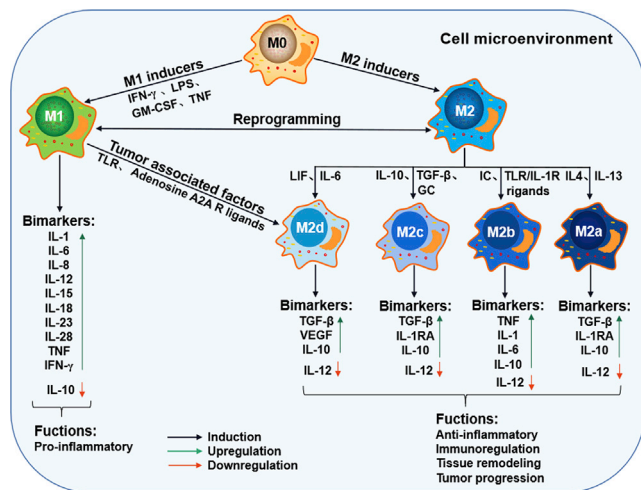 Cell microenvironment
M0
M1 inducers
IFN-γ、LPS、
GM-CSF、TNF
M2 inducers
M1
Reprogramming
M2
Tumor associated factors
TLR、Adenosine A2A R ligands
LIF、IL-6
IL-10、TGF-β、
GC
IC、TLR/IL-1R
rigands
IL4、IL-13
M2d
M2c
M2b
M2a
Bimarkers:
IL-1
IL-6
IL-8
IL-12
IL-15
IL-18
IL-23
IL-28
TNF
IFN-γ
IL-10
Fuctions:
Pro-inflammatory
Bimarkers:
TGF-β
VEGF
IL-10
IL-12
Bimarkers:
TGF-β
IL-1RA
IL-10
IL-12
Bimarkers:
TNF
IL-1
IL-6
IL-10
IL-12
Bimarkers:
TGF-β
IL-1RA
IL-10
IL-12
Induction
Upregulation
Downregulation
Fuctions:
Anti-inflammatory
Immunoregulation
Tissue remodeling
Tumor progression